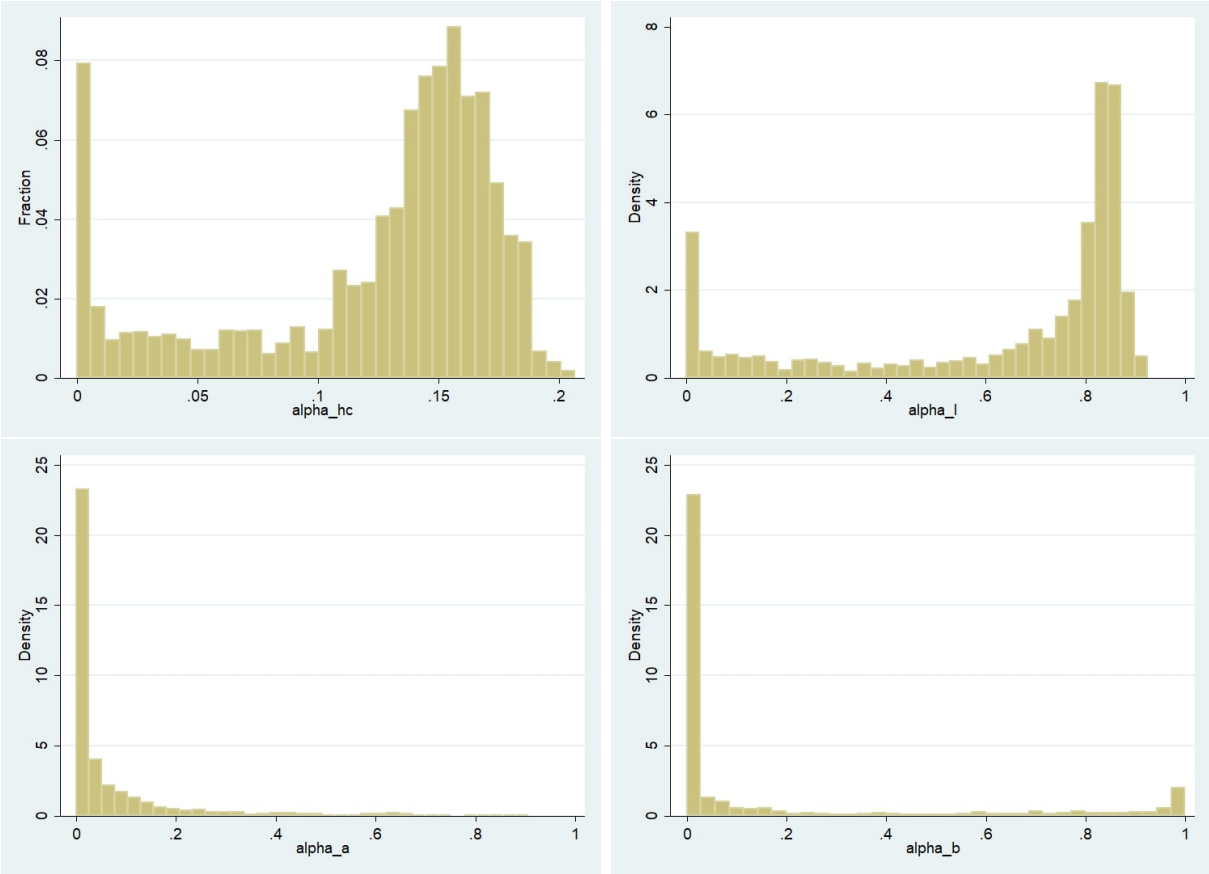 Fraction
0 .02 .04 .06 .08
0 .05 .1 .15 .2
alpha_hc
Density
0 2 4 6 8
0 .2 .4 .6 .8 1
alpha_l
Density
0 5 10 15 20 25
0 .2 .4 .6 .8 1
alpha_a
Density
0 5 10 15 20 25
0 .2 .4 .6 .8 1
alpha_b